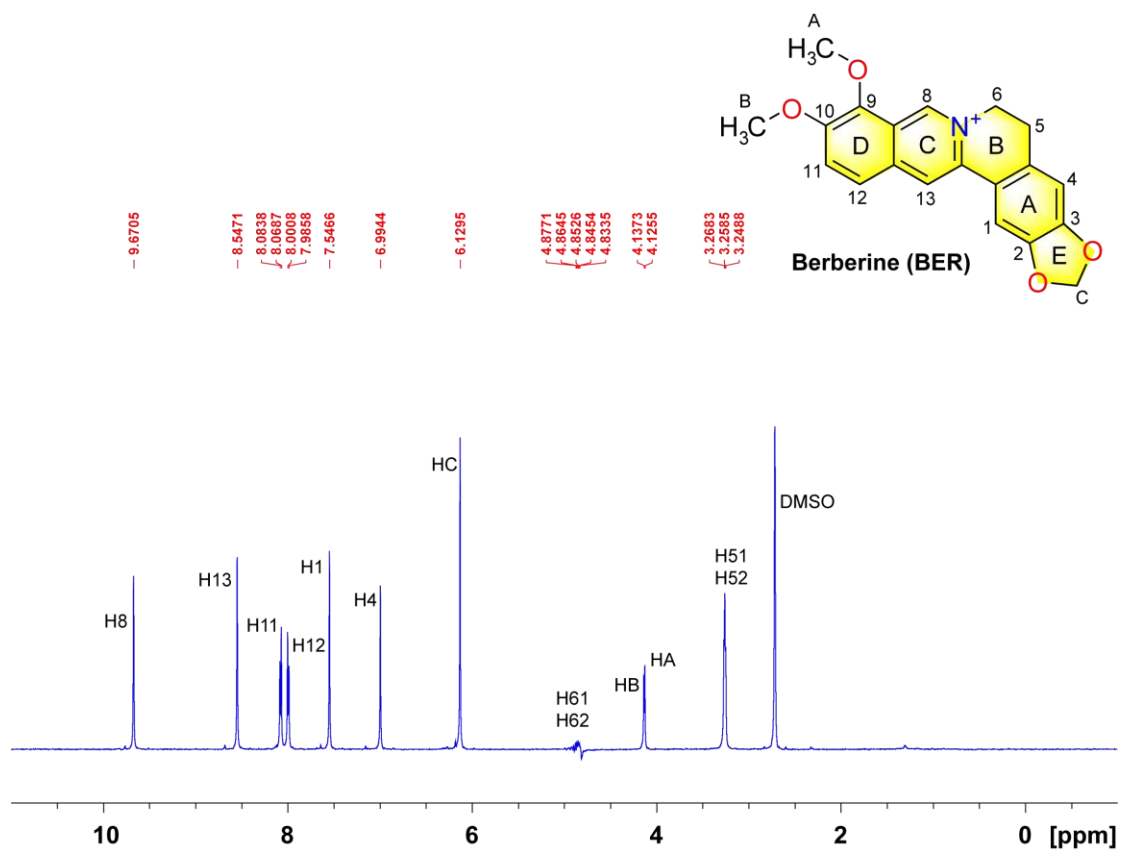 A
H3C
O
B
H3C
O
10
9
8
6
N+
5
D
C
B
11
12
13
4
A
1
3
2
E
O
O
C
Berberine (BER)
9.6705
8.5471
8.0838
8.0687
8.0008
7.9858
7.5466
6.9944
6.1295
4.8771
4.8645
4.8526
4.8454
4.8335
4.1373
4.1255
3.2683
3.2585
3.2488
HC
DMSO
H13
H1
H51
H52
H8
H4
H11
H12
H61
H62
HB
HA
10 8 6 4 2 0 [ppm]